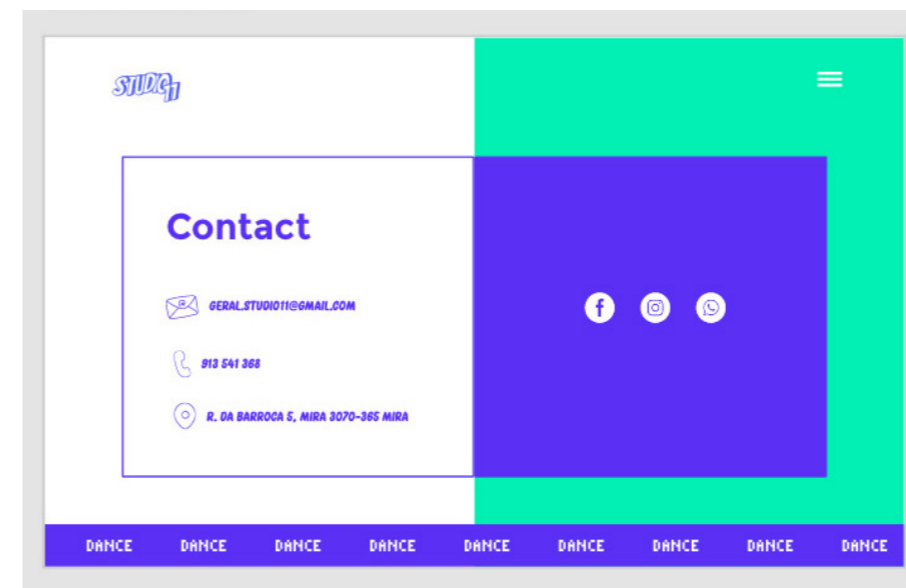 STUDIO11
Contact
GERAL.STUDIO11@GMAIL.COM
913 541 368
R. DA BARROCA 5, MIRA 3070-365 MIRA
DANCE DANCE DANCE DANCE DANCE DANCE DANCE DANCE DANCE